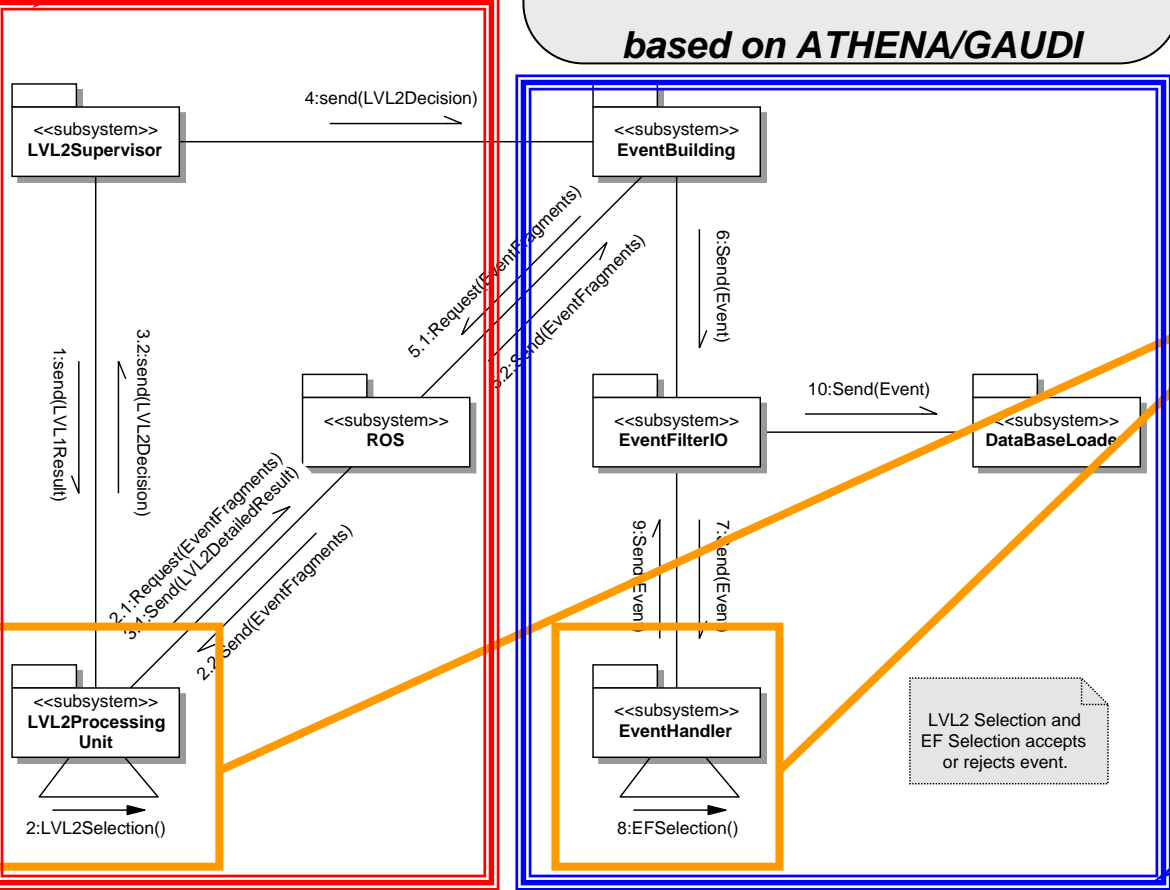 based on ATHENA/GAUDI
4:send(LVL2Decision)
<<subsystem>>
LVL2Supervisor
<<subsystem>>
EventBuilding
5.1:Request(EventFragments)
5.2:Send(EventFragments)
6:Send(Event)
1:send(LVL1Result)
3.2:send(LVL2Decision)
<<subsystem>>
ROS
<<subsystem>>
EventFilterIO
10:Send(Event)
<<subsystem>>
DataBaseLoader
2.1:Request(EventFragments)
3.1:Send(LVL2DetailedResult)
2.2:Send(EventFragments)
9:Send(Event)
7:Send(Event)
<<subsystem>>
LVL2Processing
Unit
2:LVL2Selection()
<<subsystem>>
EventHandler
8:EFSelection()
LVL2 Selection and
EF Selection accepts
or rejects event.